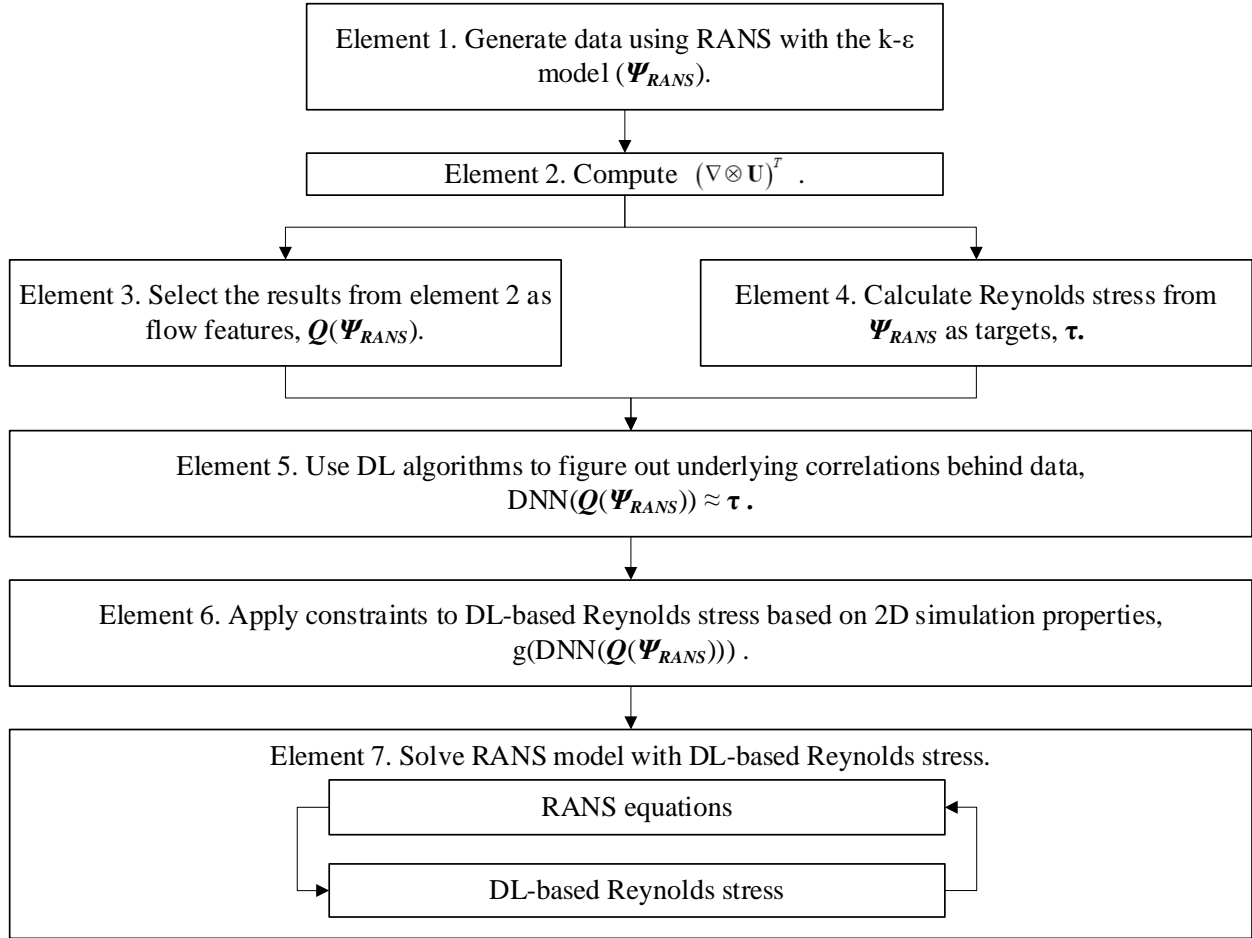 Element 1. Generate data using RANS with the k-ε
model (Ψ_RANS).
Element 2. Compute (∇⊗U)^T .
Element 3. Select the results from element 2 as
flow features, Q(Ψ_RANS).
Element 4. Calculate Reynolds stress from
Ψ_RANS as targets, τ.
Element 5. Use DL algorithms to figure out underlying correlations behind data,
DNN(Q(Ψ_RANS)) ≈ τ .
Element 6. Apply constraints to DL-based Reynolds stress based on 2D simulation properties,
g(DNN(Q(Ψ_RANS))) .
Element 7. Solve RANS model with DL-based Reynolds stress.
RANS equations
DL-based Reynolds stress